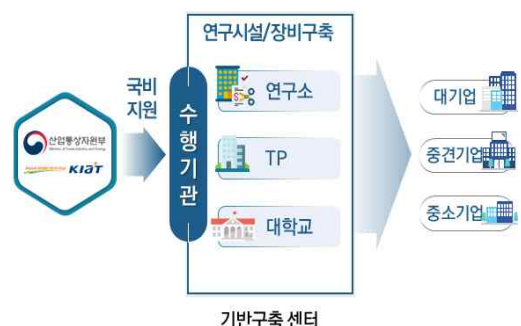 연구시설/장비구축
국비
지원
수행기관
연구소
TP
대학교
산업통상자원부
KIAT
대기업
중견기업
중소기업
기반구축 센터